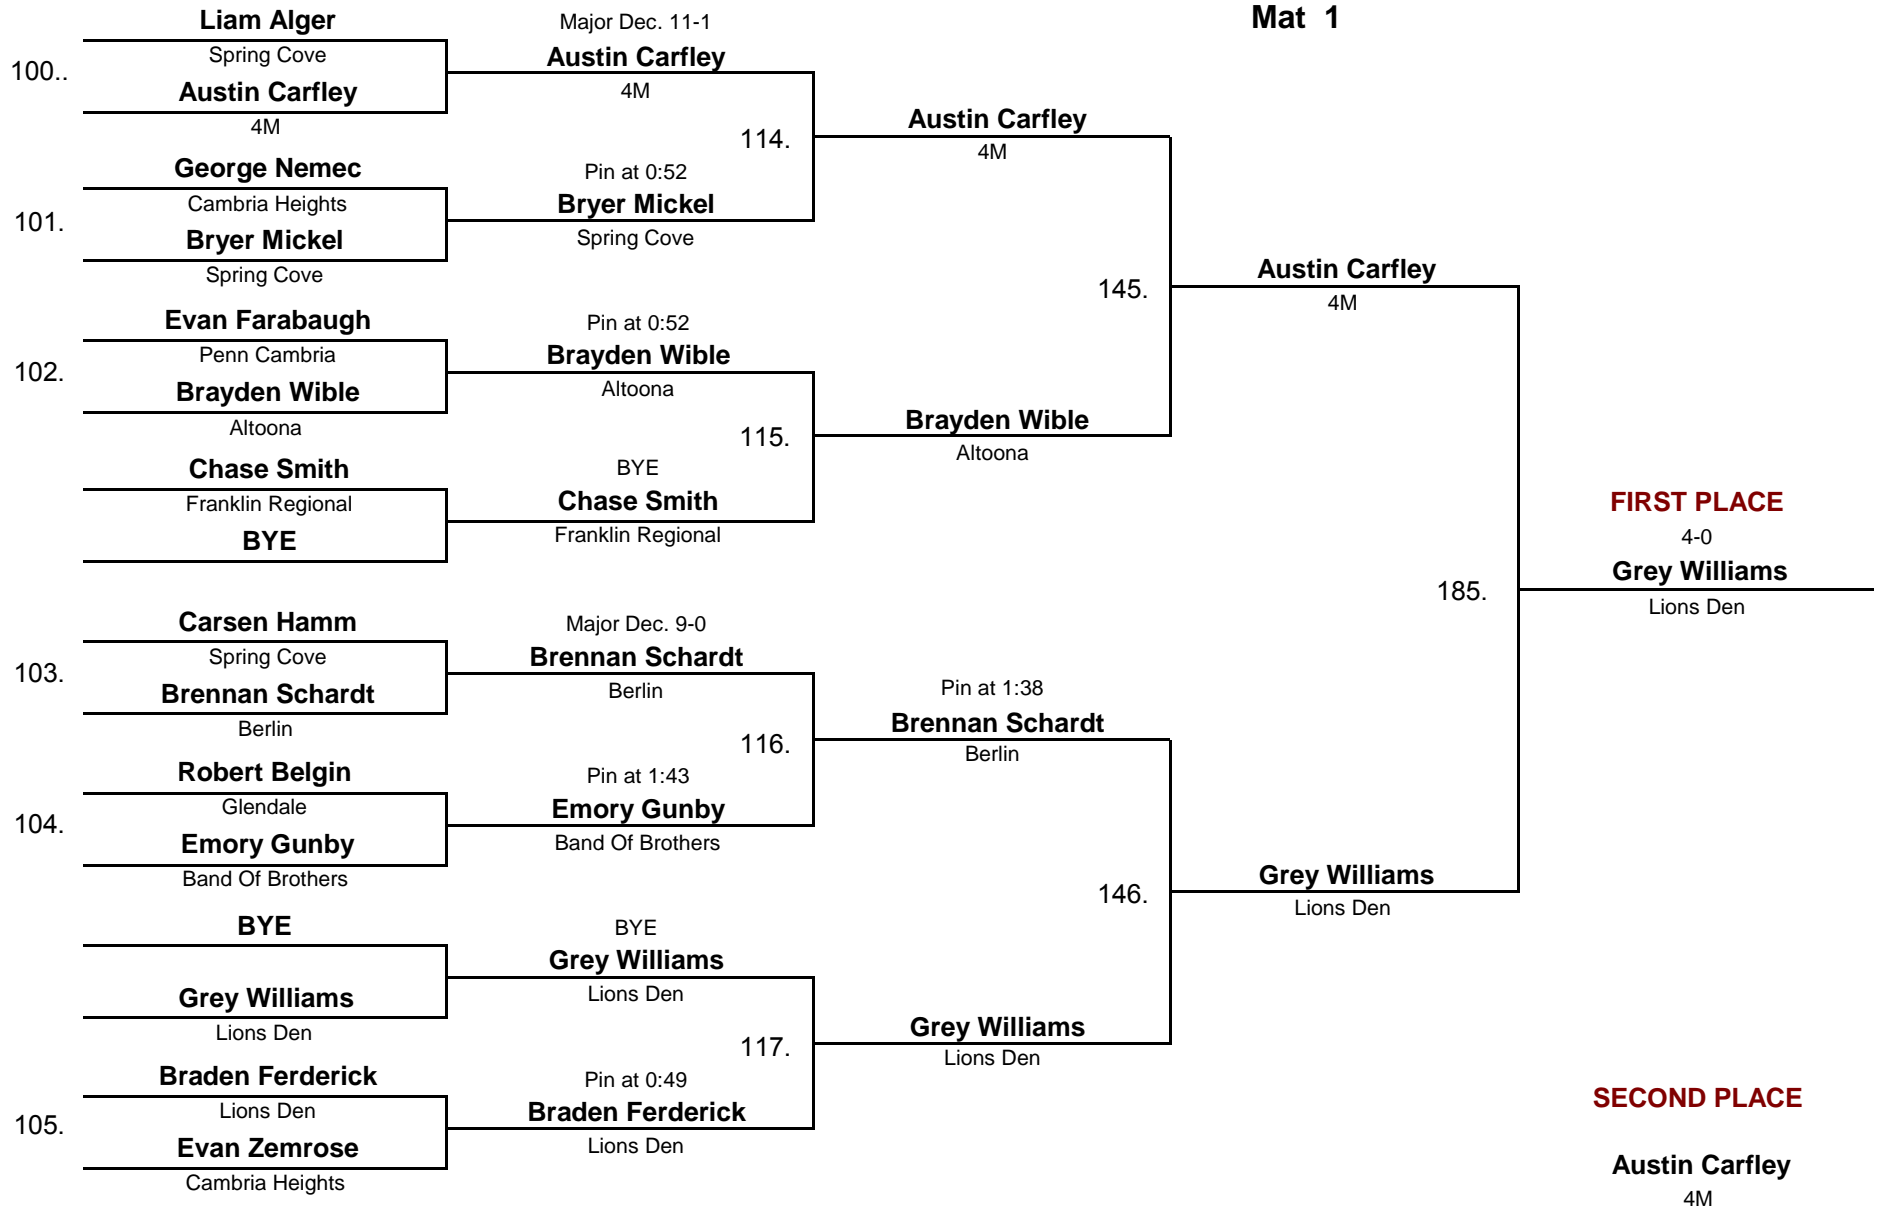 Mat 1
Liam Alger
Spring Cove
100..
Austin Carfley
4M
George Nemec
Cambria Heights
101.
Bryer Mickel
Spring Cove
Evan Farabaugh
Penn Cambria
102.
Brayden Wible
Altoona
Chase Smith
Franklin Regional
BYE
Carsen Hamm
Spring Cove
103.
Brennan Schardt
Berlin
Robert Belgin
Glendale
104.
Emory Gunby
Band Of Brothers
BYE
Grey Williams
Lions Den
Braden Ferderick
Lions Den
105.
Evan Zemrose
Cambria Heights
Major Dec. 11-1
Austin Carfley
4M
114.
Pin at 0:52
Bryer Mickel
Spring Cove
Pin at 0:52
Brayden Wible
Altoona
115.
BYE
Chase Smith
Franklin Regional
Major Dec. 9-0
Brennan Schardt
Berlin
116.
Pin at 1:43
Emory Gunby
Band Of Brothers
BYE
Grey Williams
Lions Den
117.
Pin at 0:49
Braden Ferderick
Lions Den
Austin Carfley
4M
145.
Brayden Wible
Altoona
Pin at 1:38
Brennan Schardt
Berlin
146.
Grey Williams
Lions Den
Austin Carfley
4M
185.
Grey Williams
Lions Den
FIRST PLACE
4-0
Grey Williams
Lions Den
SECOND PLACE
Austin Carfley
4M